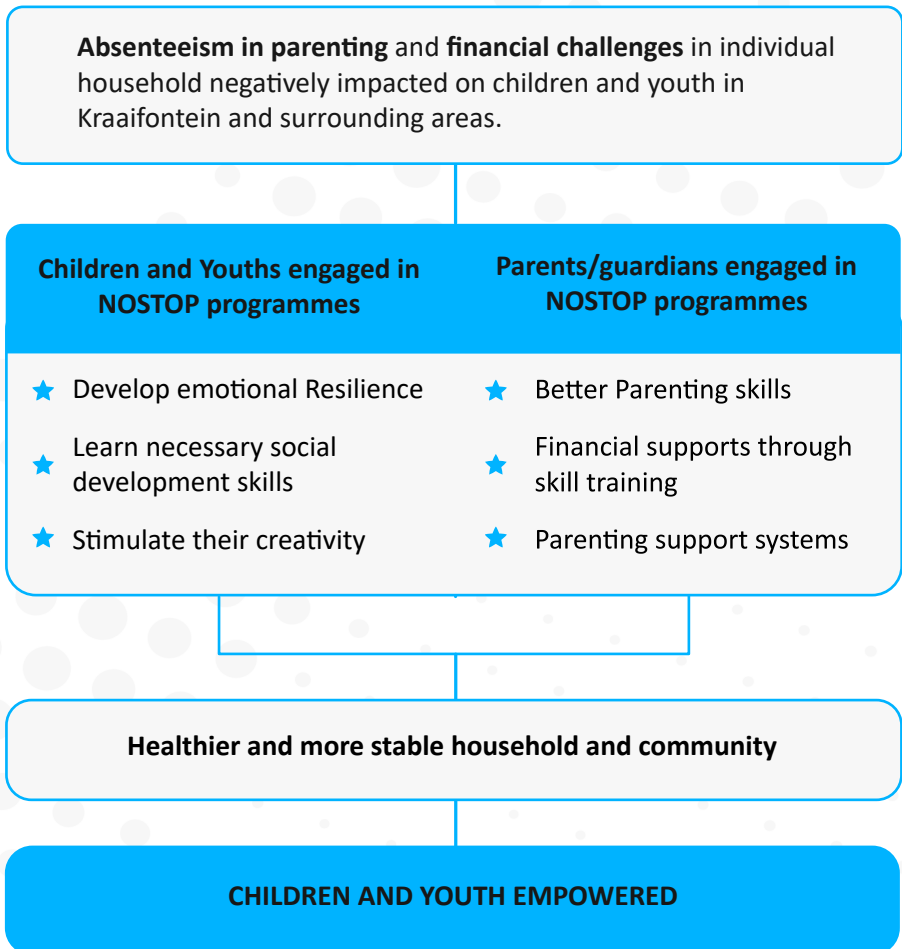 Absenteeism in parenting and financial challenges in individual
household negatively impacted on children and youth in
Kraaifontein and surrounding areas.
Children and Youths engaged in
NOSTOP programmes
Develop emotional Resilience
Learn necessary social
development skills
Stimulate their creativity
Parents/guardians engaged in
NOSTOP programmes
Better Parenting skills
Financial supports through
skill training
Parenting support systems
Healthier and more stable household and community
CHILDREN AND YOUTH EMPOWERED